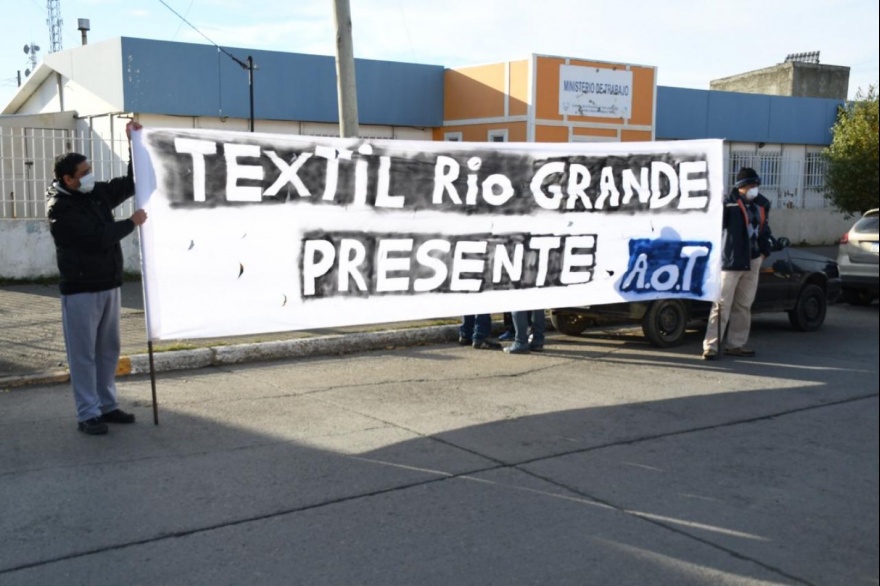 MINISTERIO DE TRABAJO
TEXTIL Rio GRANDE
PRESENTE A.o.T